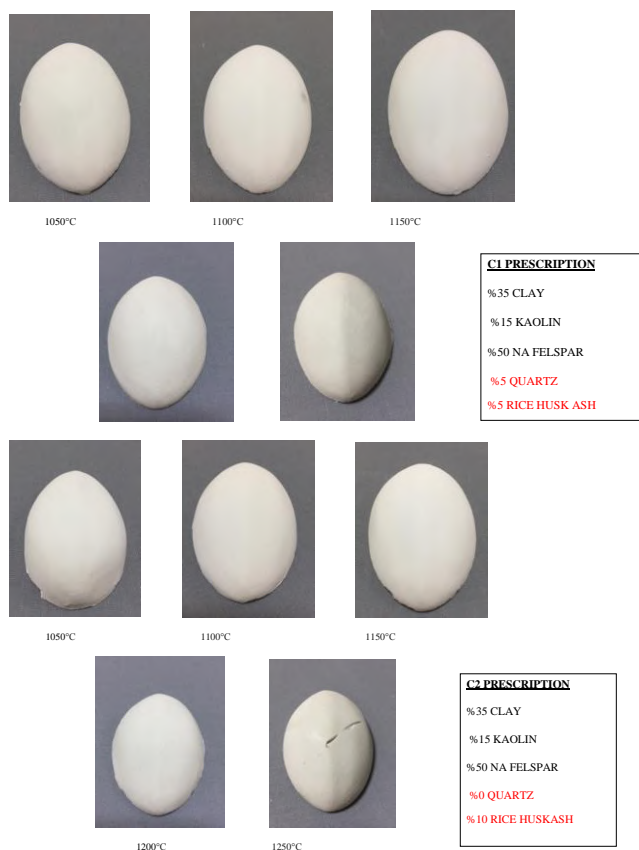 1050°C
1100°C
1150°C
C1 PRESCRIPTION
%35 CLAY
%15 KAOLIN
%50 NA FELSPAR
%5 QUARTZ
%5 RICE HUSK ASH
1050°C
1100°C
1150°C
C2 PRESCRIPTION
%35 CLAY
%15 KAOLIN
%50 NA FELSPAR
%0 QUARTZ
%10 RICE HUSKASH
1200°C
1250°C